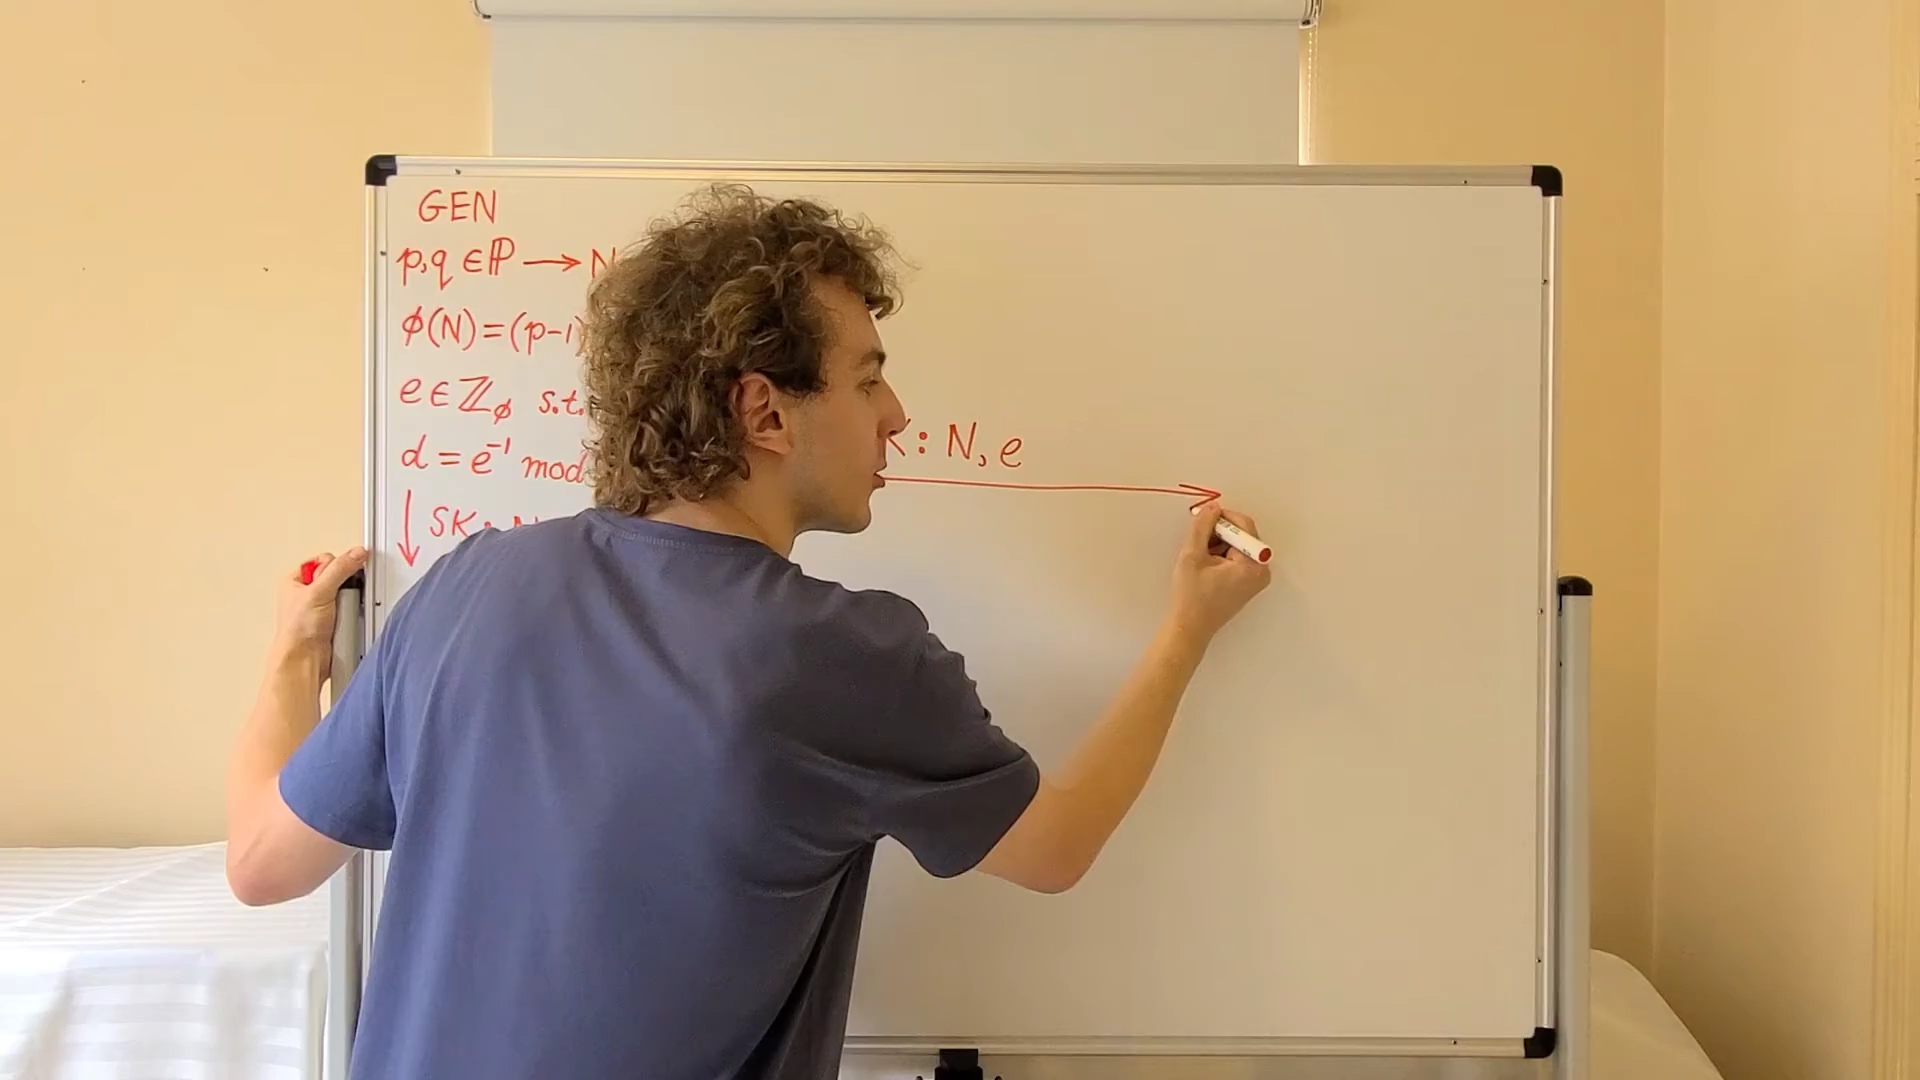 GEN
p,q ∈ ℙ → N
ϕ(N)=(p-1)
e ∈ ℤ_ϕ s.t.
d = e⁻¹ mod
K: N, e
↓ SK: N